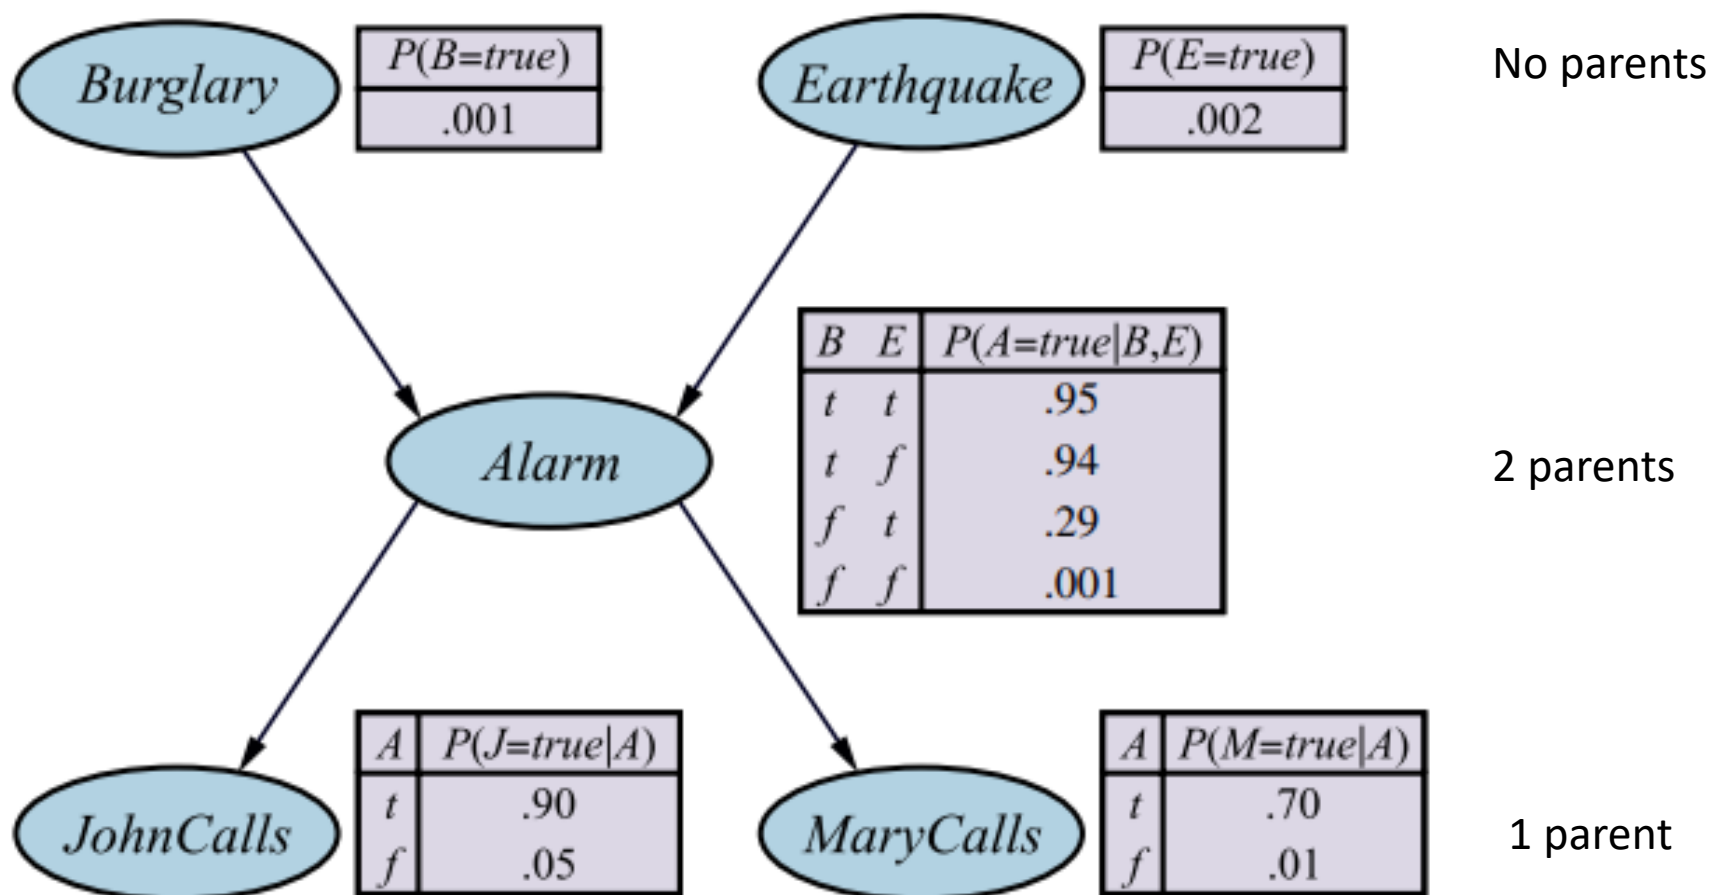 Burglary
P(B=true)
.001
Earthquake
P(E=true)
.002
No parents
Alarm
B E P(A=true|B,E)
t t .95
t f .94
f t .29
f f .001
2 parents
JohnCalls
A P(J=true|A)
t .90
f .05
MaryCalls
A P(M=true|A)
t .70
f .01
1 parent